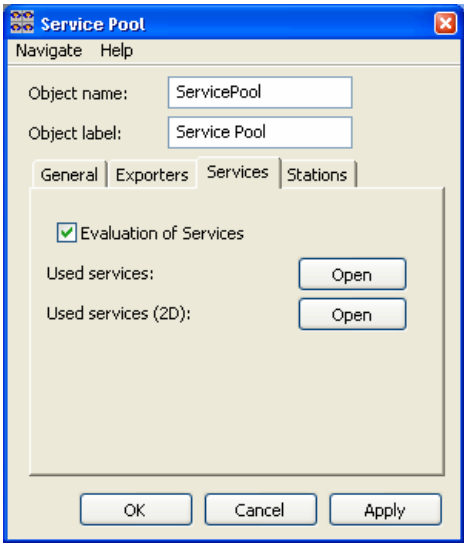 Service Pool
Navigate Help
Object name: ServicePool
Object label: Service Pool
General Exporters Services Stations
Evaluation of Services
Used services: Open
Used services (2D): Open
OK Cancel Apply